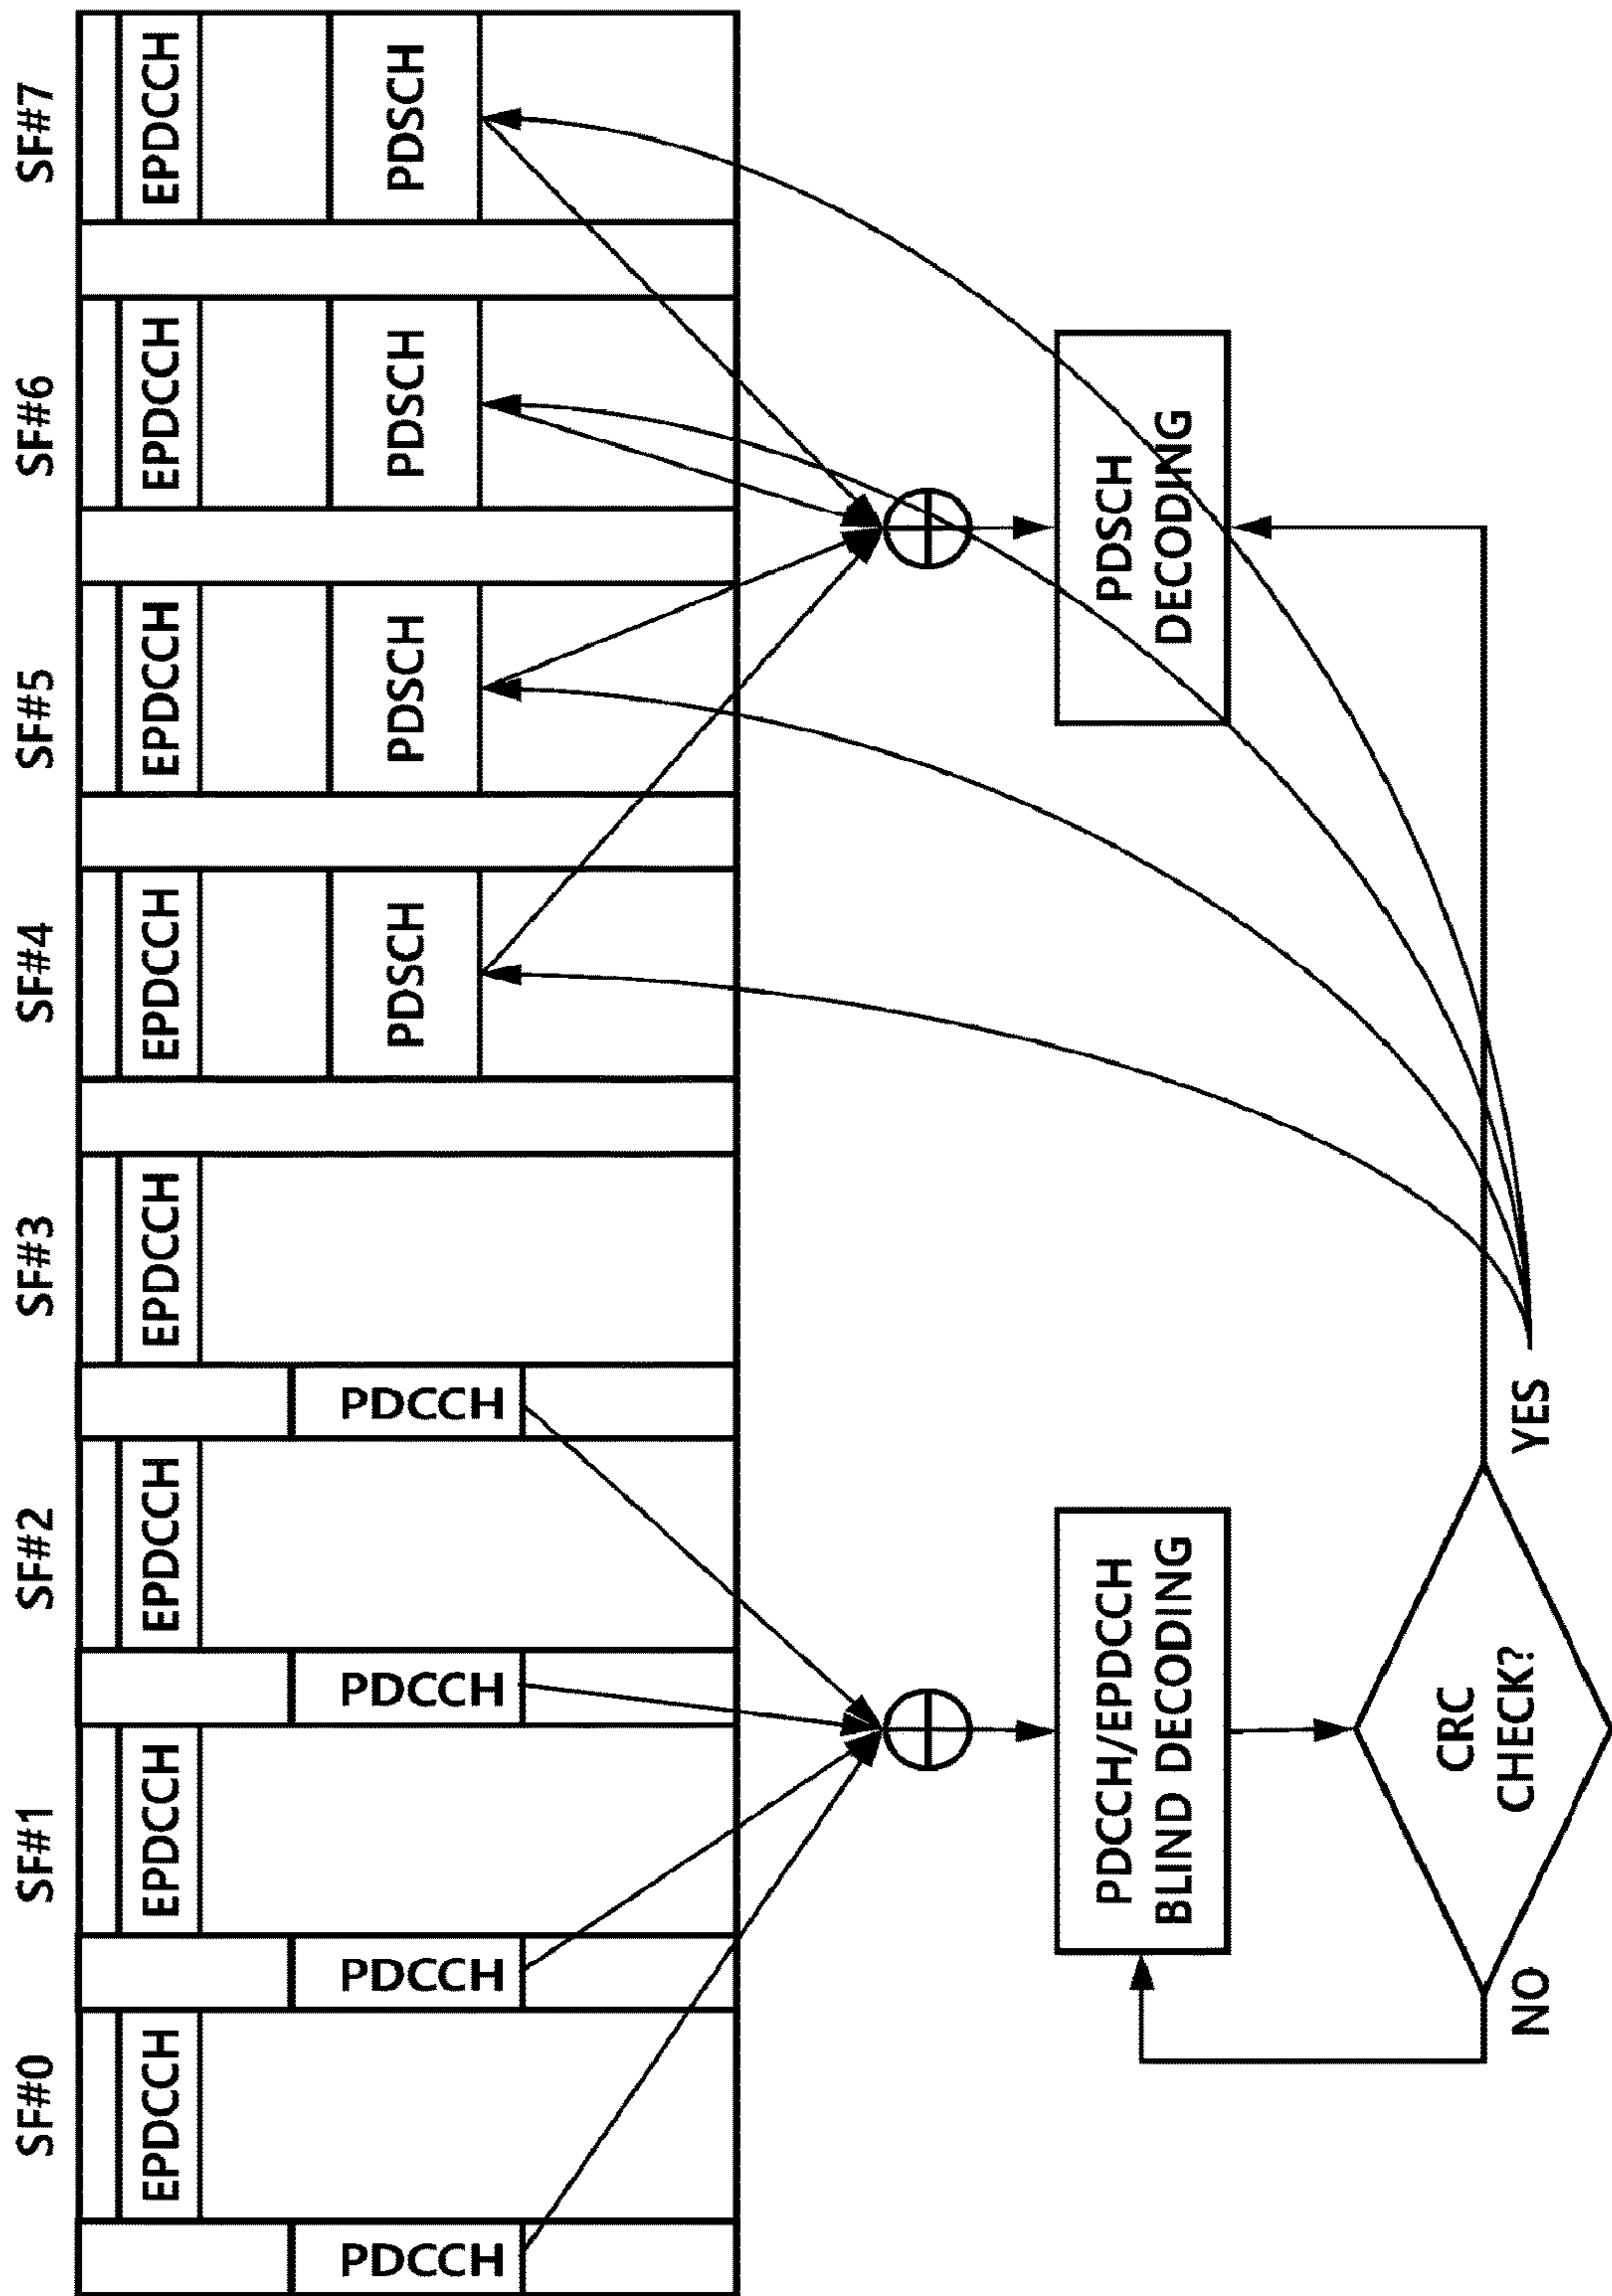 SF#0
SF#1
SF#2
SF#3
SF#4
SF#5
SF#6
SF#7
EPDCCH
EPDCCH
EPDCCH
EPDCCH
EPDCCH
EPDCCH
EPDCCH
EPDCCH
PDCCH
PDCCH
PDCCH
PDCCH
PDSCH
PDSCH
PDSCH
PDSCH
PDCCH/EPDCCH
BLIND DECODING
PDSCH
DECODING
CRC
CHECK?
NO
YES